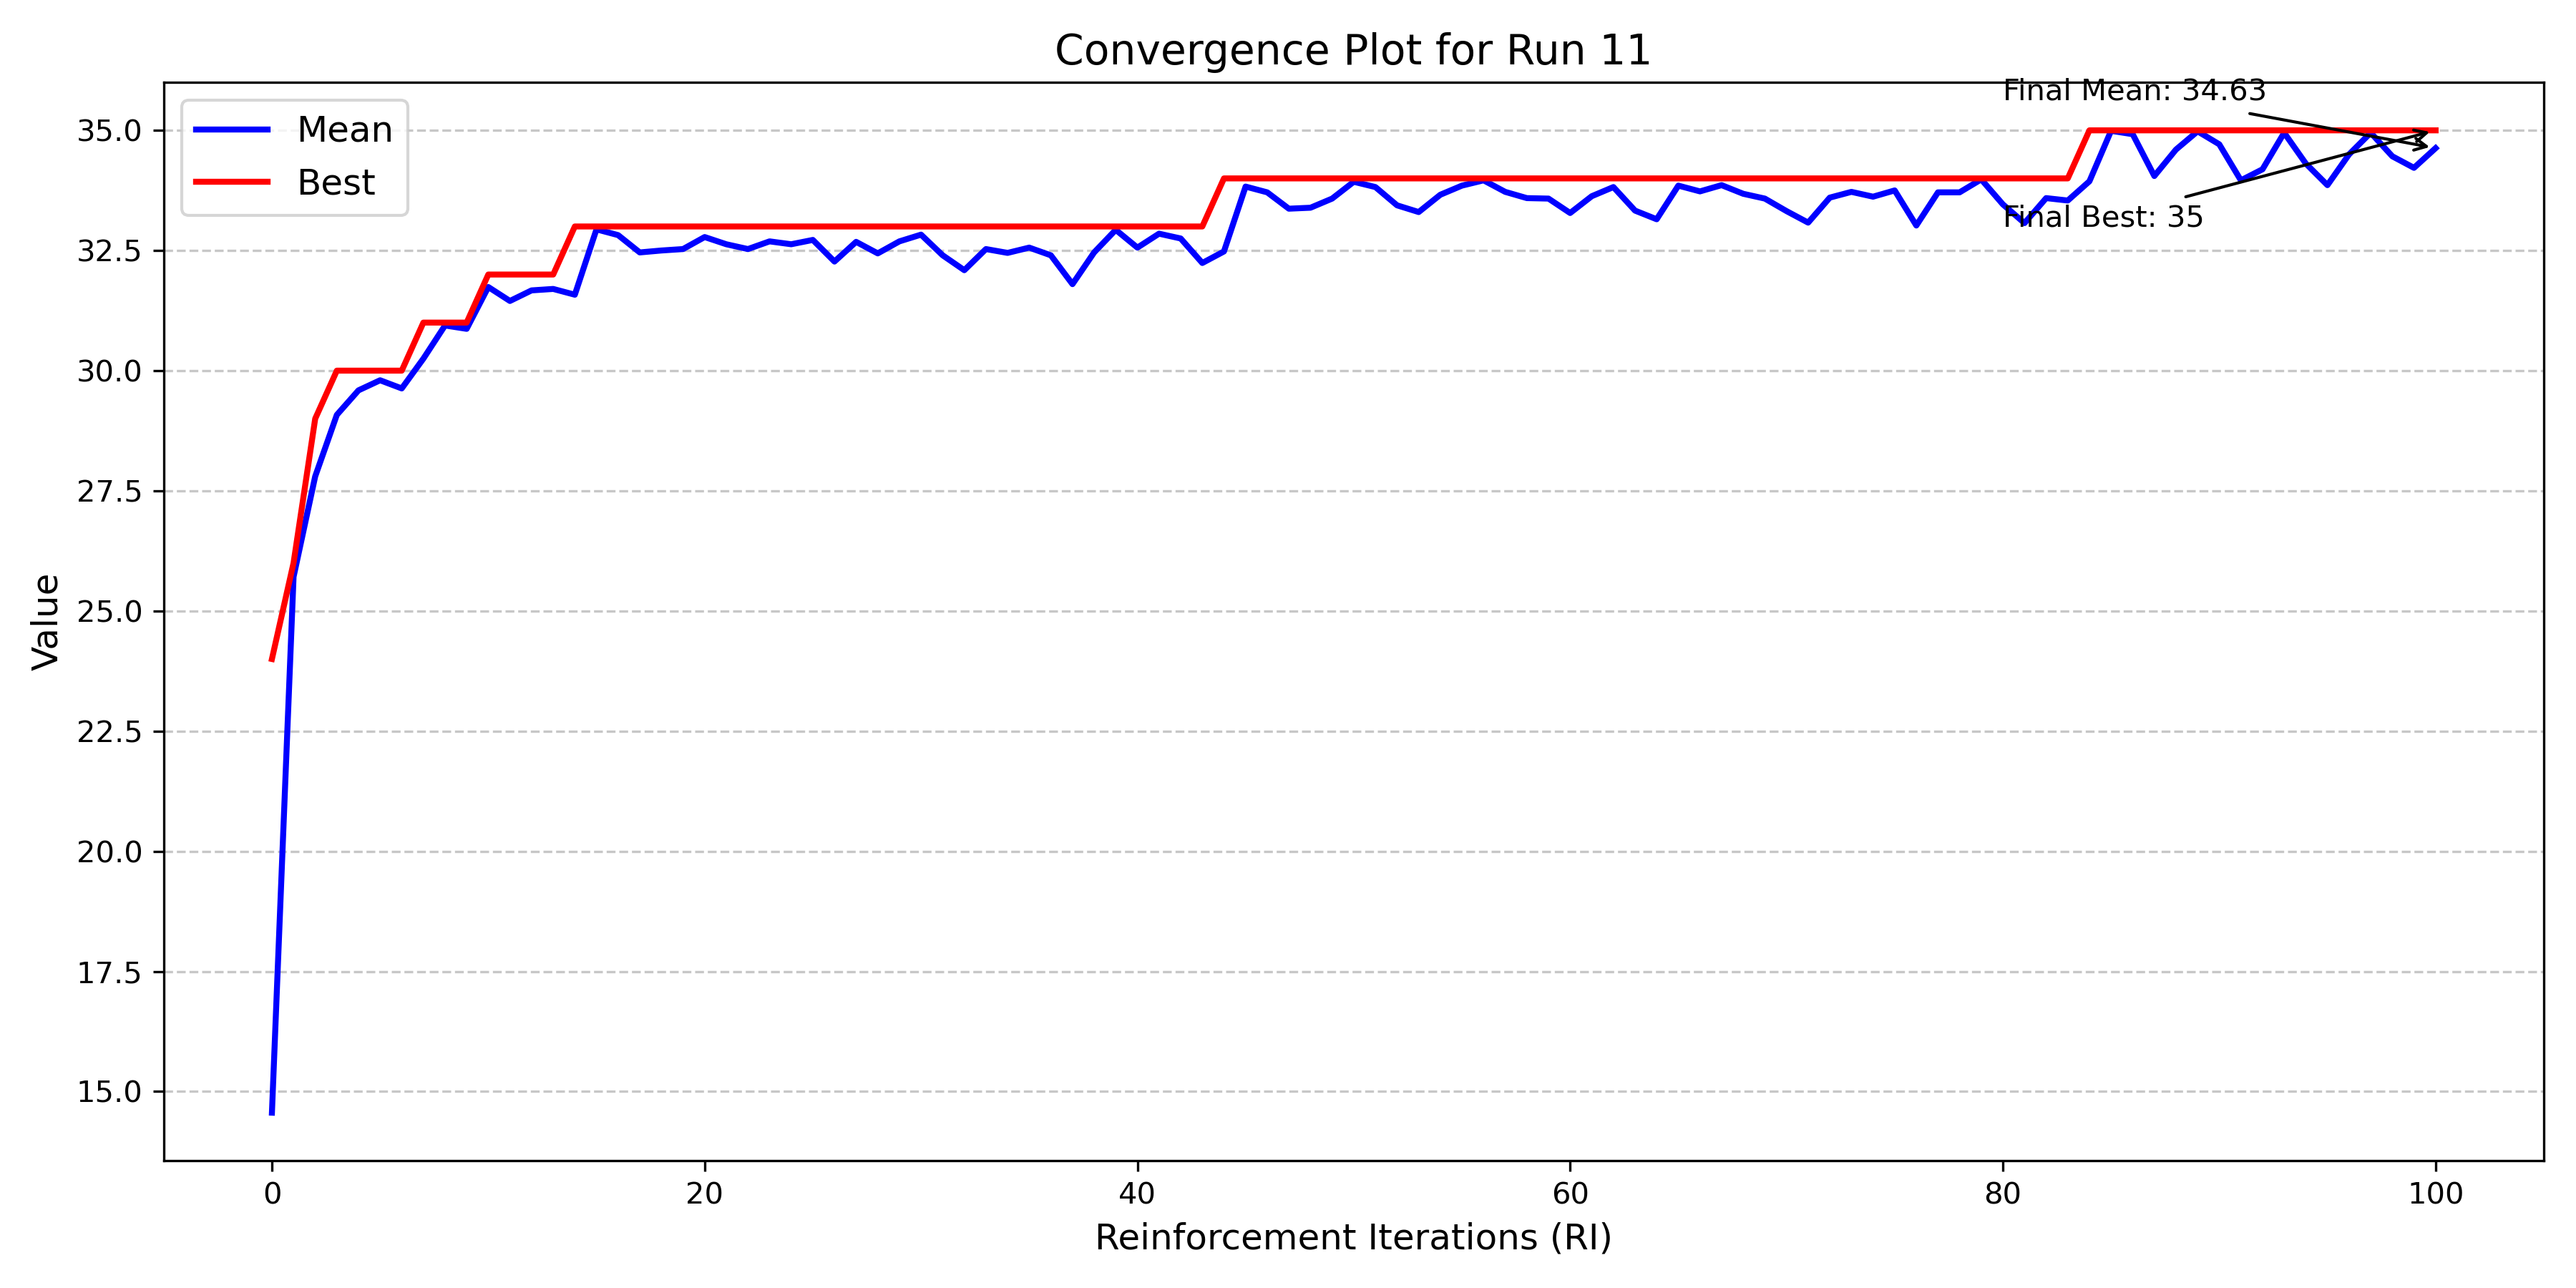 Convergence Plot for Run 11
Mean
Best
Final Mean: 34.63
Final Best: 35
35.0
32.5
30.0
27.5
25.0
22.5
20.0
17.5
15.0
Value
0 20 40 60 80 100
Reinforcement Iterations (RI)